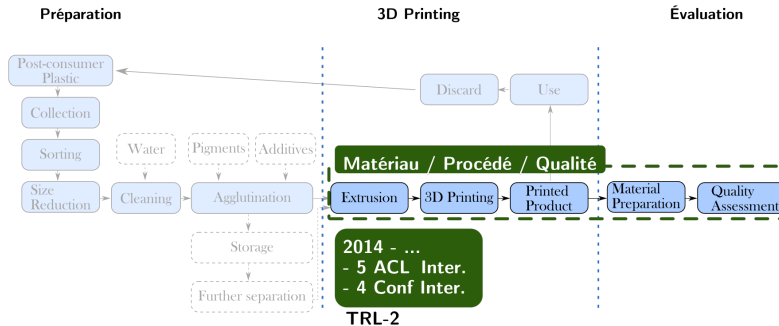 Préparation
3D Printing
Évaluation
Post-consumer
Plastic
Discard
Use
Collection
Sorting
Water
Pigments
Additives
Matériau / Procédé / Qualité
Size
Reduction
Cleaning
Agglutination
Extrusion
3D Printing
Printed
Product
Material
Preparation
Quality
Assessment
Storage
Further separation
2014 - ...
- 5 ACL Inter.
- 4 Conf Inter.
TRL-2